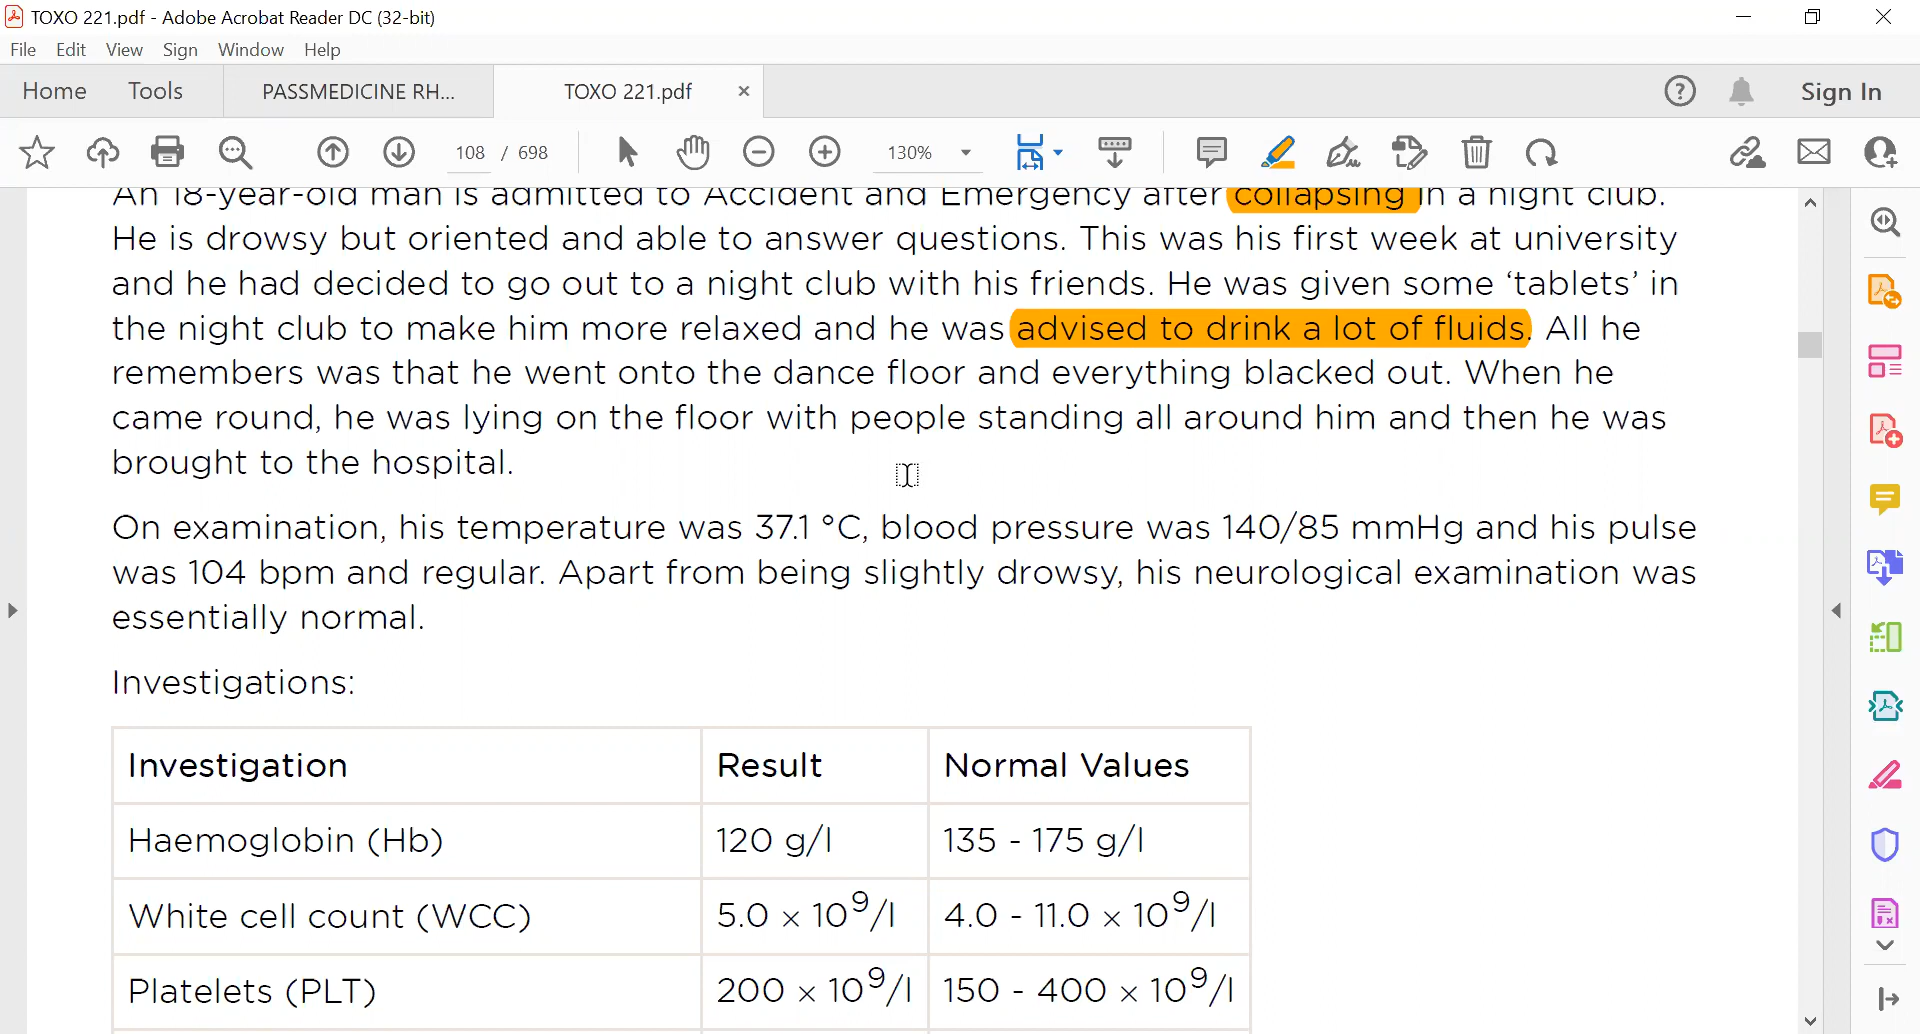 TOXO 221.pdf - Adobe Acrobat Reader DC (32-bit)
File Edit View Sign Window Help
Home Tools PASSMEDICINE RH... TOXO 221.pdf × Sign In
108 / 698 130%
An 18-year-old man is admitted to Accident and Emergency after collapsing in a night club.
He is drowsy but oriented and able to answer questions. This was his first week at university
and he had decided to go out to a night club with his friends. He was given some ‘tablets’ in
the night club to make him more relaxed and he was advised to drink a lot of fluids. All he
remembers was that he went onto the dance floor and everything blacked out. When he
came round, he was lying on the floor with people standing all around him and then he was
brought to the hospital.
On examination, his temperature was 37.1 °C, blood pressure was 140/85 mmHg and his pulse
was 104 bpm and regular. Apart from being slightly drowsy, his neurological examination was
essentially normal.
Investigations:
Investigation Result Normal Values
Haemoglobin (Hb) 120 g/l 135 - 175 g/l
White cell count (WCC) 5.0 × 10⁹/l 4.0 - 11.0 × 10⁹/l
Platelets (PLT) 200 × 10⁹/l 150 - 400 × 10⁹/l